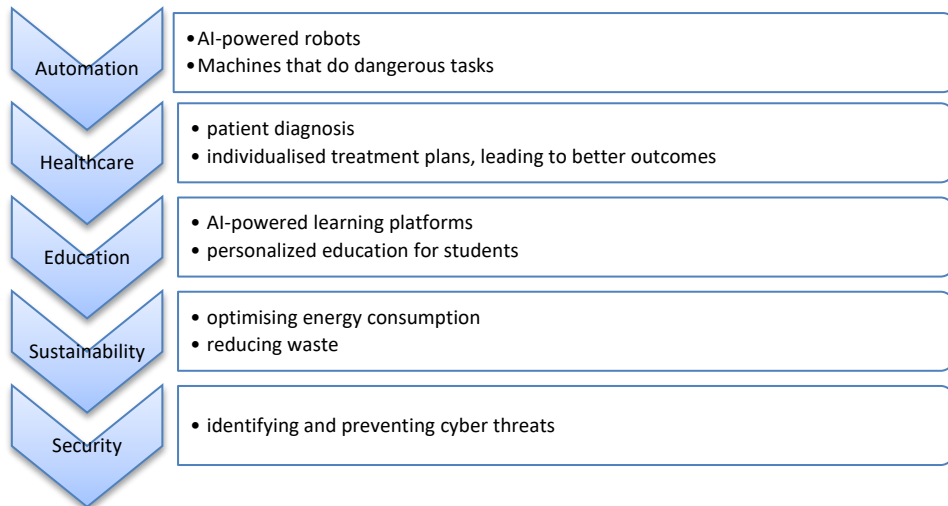 Automation
•AI-powered robots
•Machines that do dangerous tasks
Healthcare
• patient diagnosis
• individualised treatment plans, leading to better outcomes
Education
• AI-powered learning platforms
• personalized education for students
Sustainability
• optimising energy consumption
• reducing waste
Security
• identifying and preventing cyber threats